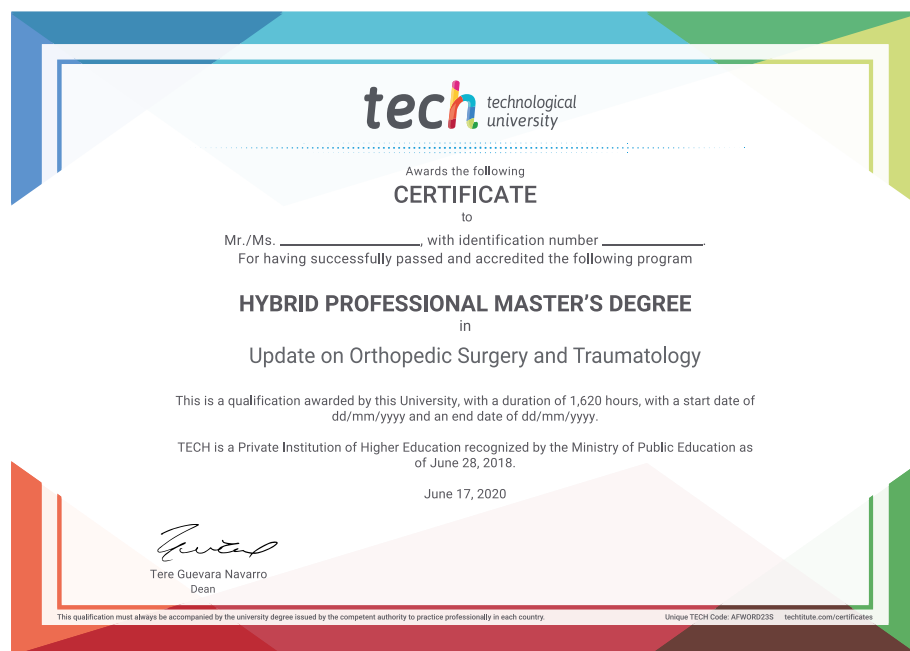 tech technological
university
Awards the following
CERTIFICATE
to
Mr./Ms. ____________________, with identification number ______________.
For having successfully passed and accredited the following program
HYBRID PROFESSIONAL MASTER’S DEGREE
in
Update on Orthopedic Surgery and Traumatology
This is a qualification awarded by this University, with a duration of 1,620 hours, with a start date of
dd/mm/yyyy and an end date of dd/mm/yyyy.
TECH is a Private Institution of Higher Education recognized by the Ministry of Public Education as
of June 28, 2018.
June 17, 2020
Tere Guevara Navarro
Dean
This qualification must always be accompanied by the university degree issued by the competent authority to practice professionally in each country. Unique TECH Code: AFWORD23S techtitute.com/certificates